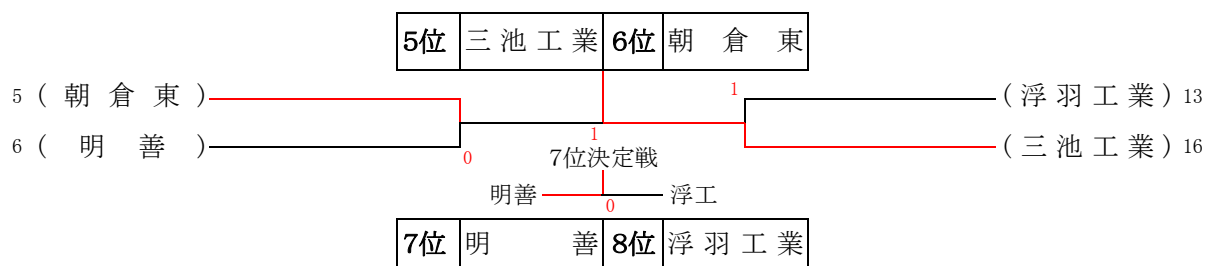 5位 三池工業 6位 朝倉東
5 (朝倉東) 1 (浮羽工業) 13
1
6 (明善) 0 (三池工業) 16
7位決定戦
明善 浮工
0
7位 明善 8位 浮羽工業